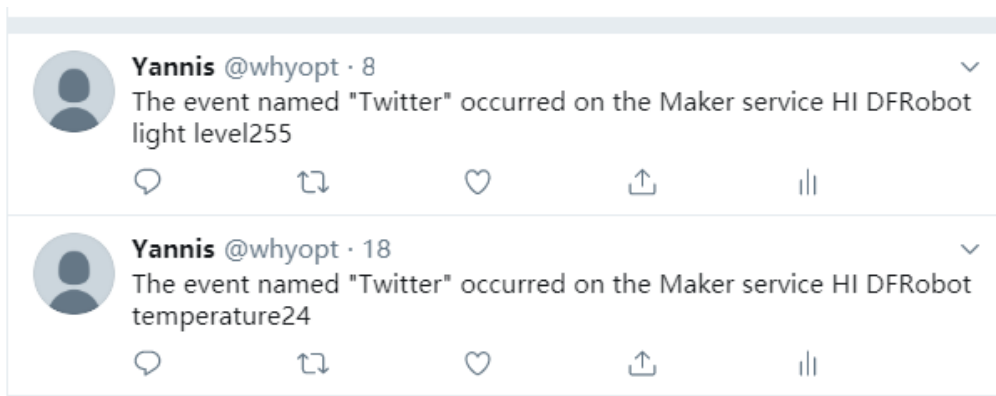 Yannis @whyopt · 8
The event named "Twitter" occurred on the Maker service HI DFRobot
light level255
Yannis @whyopt · 18
The event named "Twitter" occurred on the Maker service HI DFRobot
temperature24